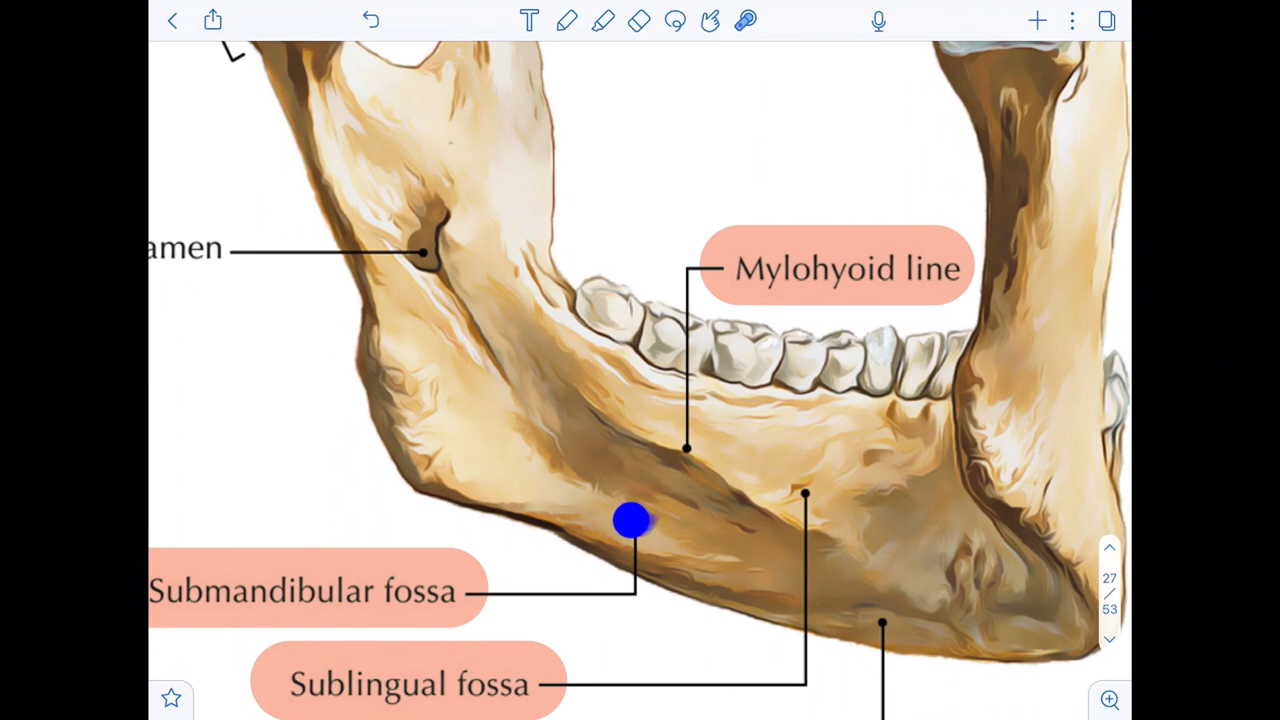 amen
Mylohyoid line
Submandibular fossa
Sublingual fossa
27
/
53